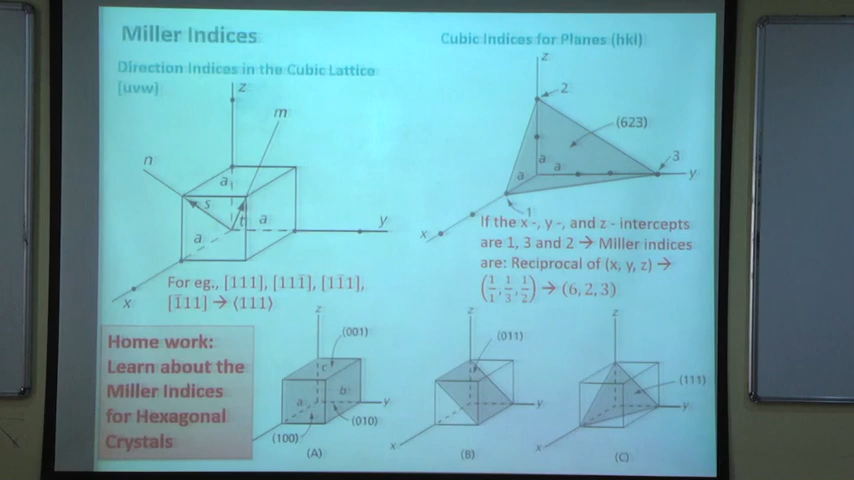 Miller Indices
Direction Indices in the Cubic Lattice
[uvw]
z
m
n
a
s
t
a
a
y
x
For eg., [111], [111̄], [11̄1],
[1̄11] → ⟨111⟩
Cubic Indices for Planes (hkl)
z
2
(623)
3
a
a
a
y
1
x
If the x -, y -, and z - intercepts
are 1, 3 and 2 → Miller indices
are: Reciprocal of (x, y, z) →
(1/1, 1/3, 1/2) → (6, 2, 3)
Home work:
Learn about the
Miller Indices
for Hexagonal
Crystals
z
(001)
c
b
a
y
(010)
(100)
(A)
z
(011)
y
x
(B)
z
(111)
y
x
(C)